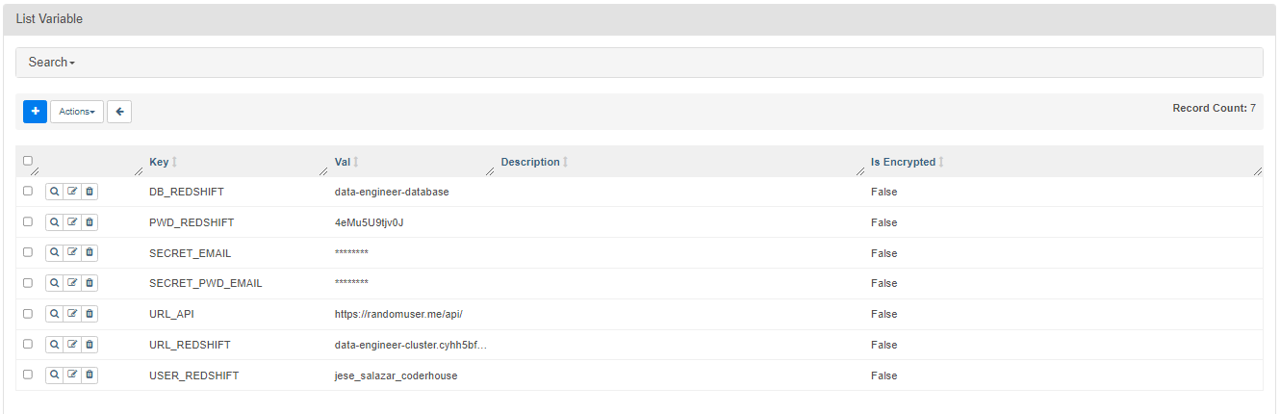 List Variable
Search
Actions
Record Count: 7
Key Val Description Is Encrypted
DB_REDSHIFT data-engineer-database False
PWD_REDSHIFT 4eMu5U9tjv0J False
SECRET_EMAIL ******** False
SECRET_PWD_EMAIL ******** False
URL_API https://randomuser.me/api/ False
URL_REDSHIFT data-engineer-cluster.cyhh5bf... False
USER_REDSHIFT jese_salazar_coderhouse False